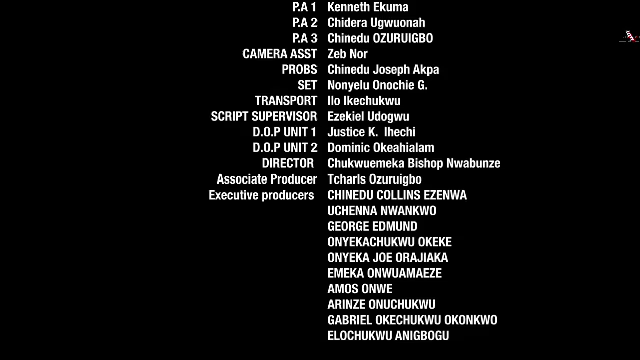 P.A 1 Kenneth Ekuma
P.A 2 Chidera Ugwuonah
P.A 3 Chinedu OZURUIGBO
CAMERA ASST Zeb Nor
PROBS Chinedu Joseph Akpa
SET Nonyelu Onochie G.
TRANSPORT Ilo Ikechukwu
SCRIPT SUPERVISOR Ezekiel Udogwu
D.O.P UNIT 1 Justice K. Ihechi
D.O.P UNIT 2 Dominic Okeahialam
DIRECTOR Chukwuemeka Bishop Nwabunze
Associate Producer Tcharls Ozuruigbo
Executive producers CHINEDU COLLINS EZENWA
UCHENNA NWANKWO
GEORGE EDMUND
ONYEKACHUKWU OKEKE
ONYEKA JOE ORAJIAKA
EMEKA ONWUAMAEZE
AMOS ONWE
ARINZE ONUCHUKWU
GABRIEL OKECHUKWU OKONKWO
ELOCHUKWU ANIGBOGU